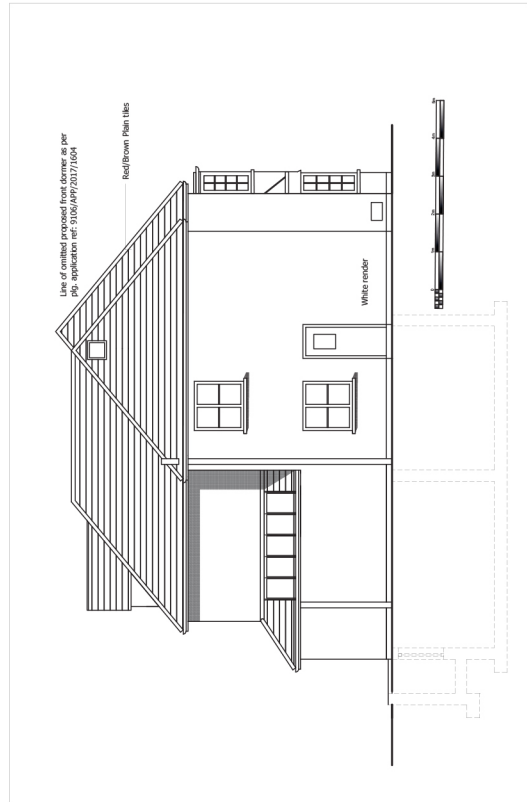 Line of omitted proposed front dormer as per
plg. application ref: 9106/APP/2017/1604
Red/Brown Plain tiles
White render